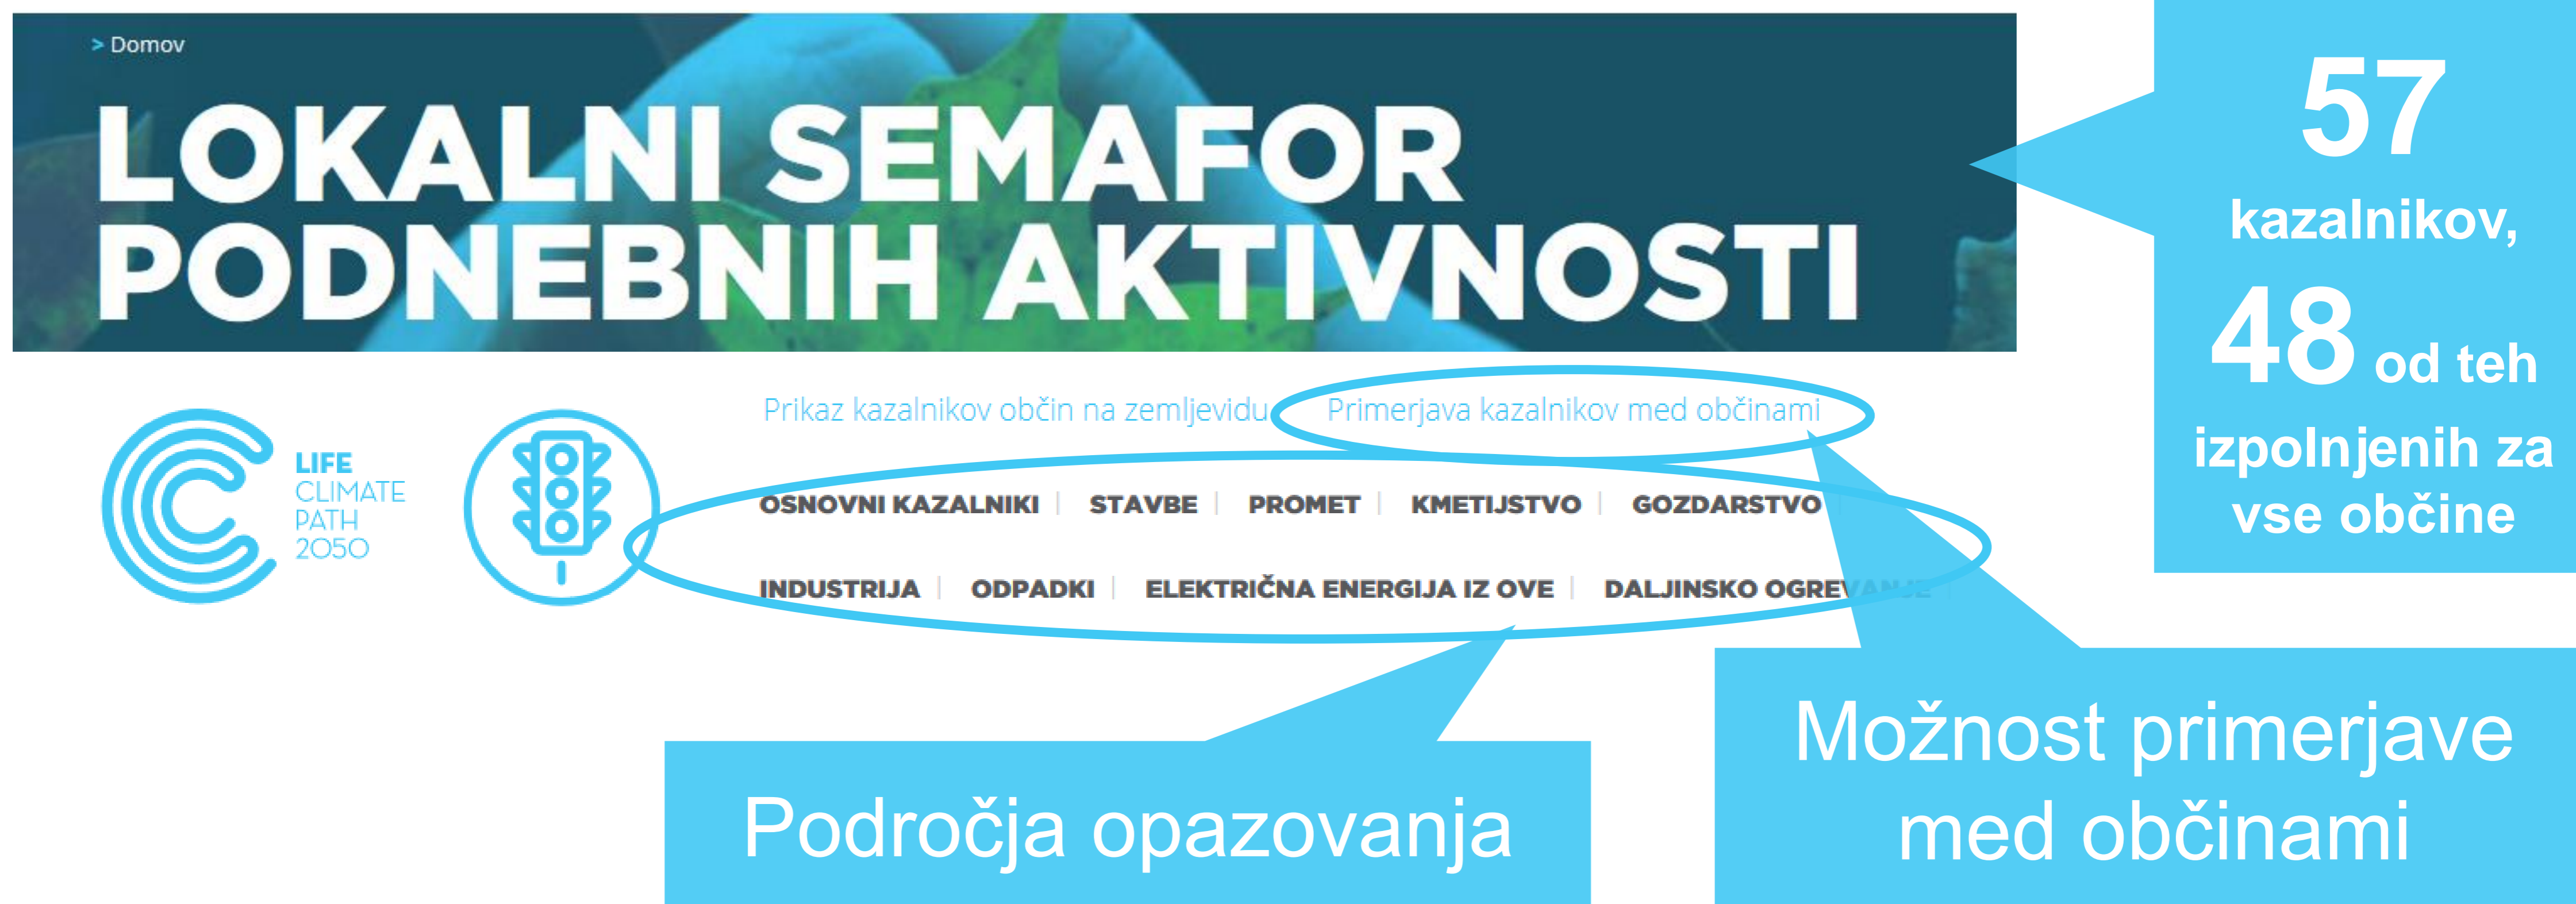 > Domov
LOKALNI SEMAFOR
PODNEBNIH AKTIVNOSTI
57
kazalnikov,
48 od teh
izpolnjenih za
vse občine
Prikaz kazalnikov občin na zemljevidu
Primerjava kazalnikov med občinami
LIFE
CLIMATE
PATH
2050
OSNOVNI KAZALNIKI | STAVBE | PROMET | KMETIJSTVO | GOZDARSTVO
INDUSTRIJA | ODPADKI | ELEKTRIČNA ENERGIJA IZ OVE | DALJINSKO OGREVANJE
Področja opazovanja
Možnost primerjave
med občinami